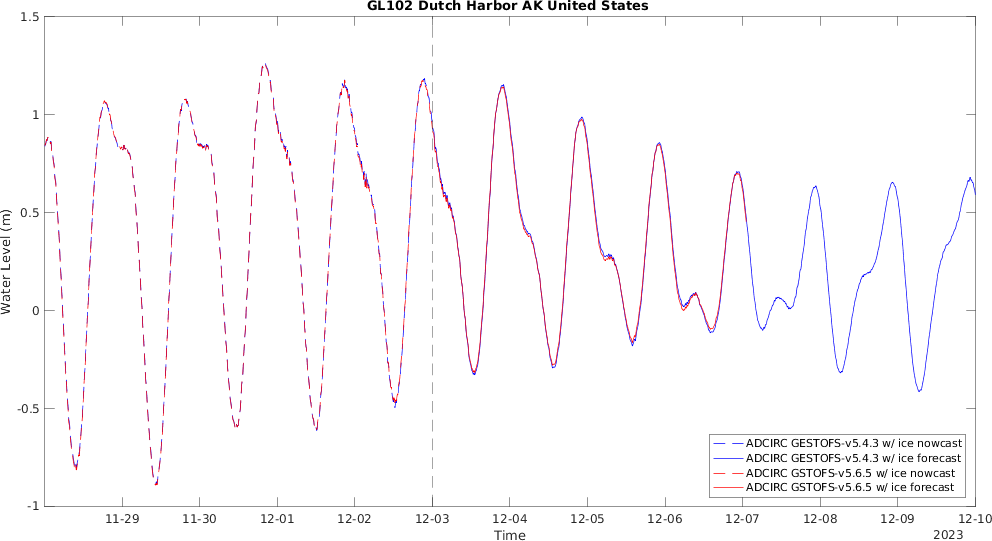 GL102 Dutch Harbor AK United States
1.5
1
0.5
0
-0.5
-1
Water Level (m)
11-29
11-30
12-01
12-02
12-03
12-04
12-05
12-06
12-07
12-08
12-09
12-10
Time
2023
ADCIRC GESTOFS-v5.4.3 w/ ice nowcast
ADCIRC GESTOFS-v5.4.3 w/ ice forecast
ADCIRC GSTOFS-v5.6.5 w/ ice nowcast
ADCIRC GSTOFS-v5.6.5 w/ ice forecast